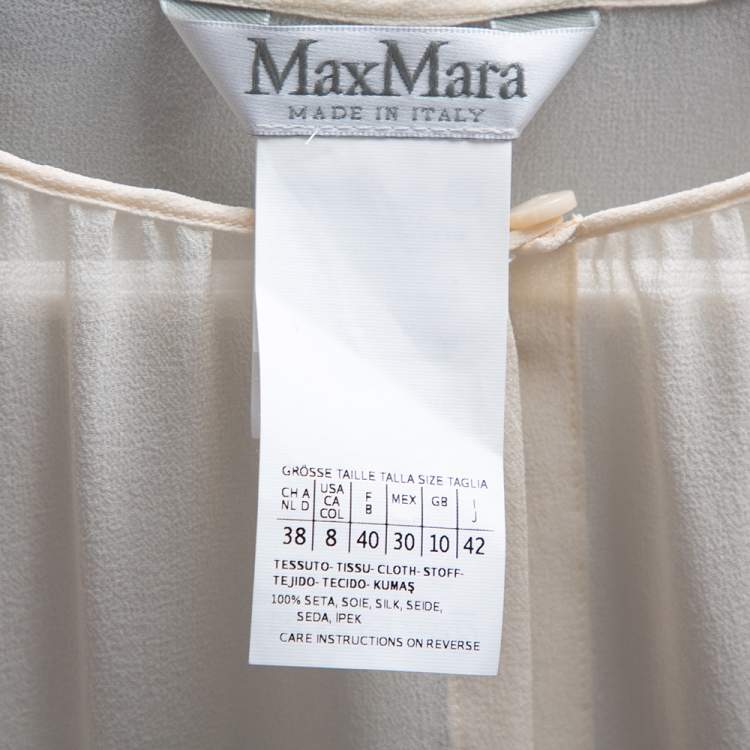 MaxMara
MADE IN ITALY
GRÖSSE TAILLE TALLA SIZE TAGLIA
CH A NL D USA CA COL F B MEX GB I J
38 8 40 30 10 42
TESSUTO- TISSU- CLOTH- STOFF-
TEJIDO- TECIDO- KUMAŞ
100% SETA, SOIE, SILK, SEIDE,
SEDA, İPEK
CARE INSTRUCTIONS ON REVERSE